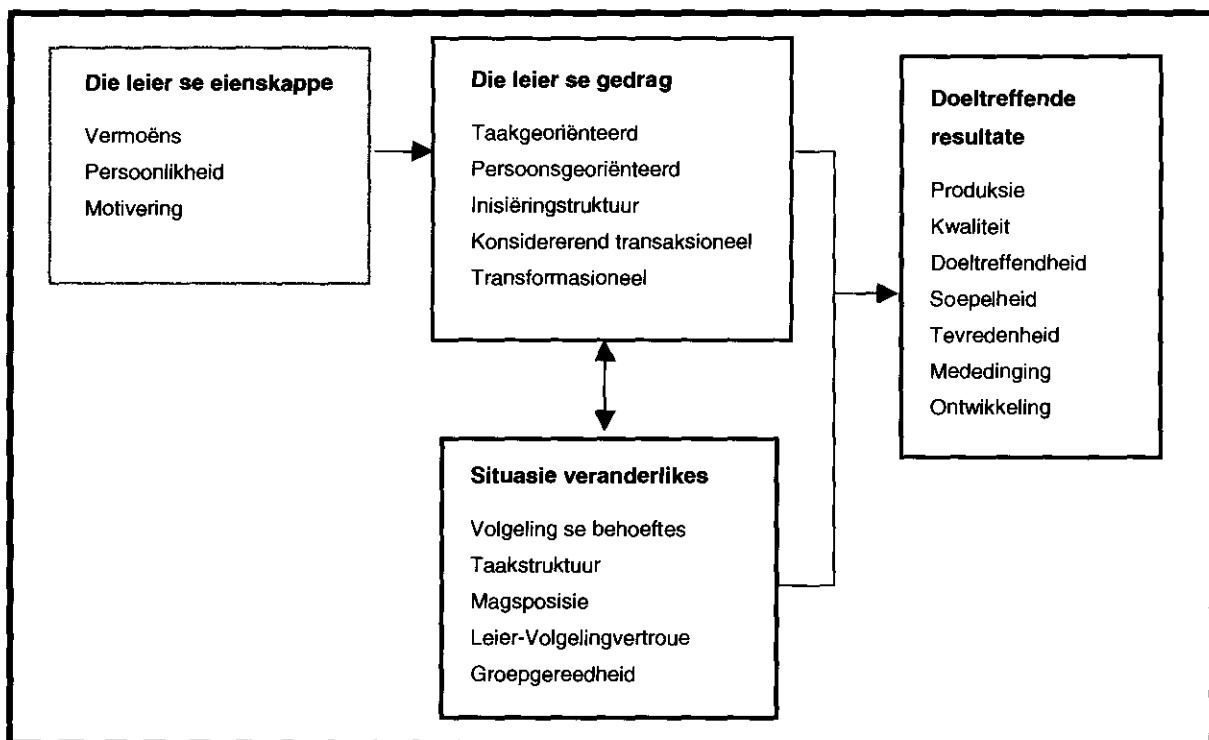 Die leier se eienskappe
Vermoëns
Persoonlikheid
Motivering
Die leier se gedrag
Taakgeoriënteerd
Persoonsgeoriënteerd
Inisiëringstruktuur
Konsidererend transaksioneel
Transformasioneel
Situasie veranderlikes
Volgeling se behoeftes
Taakstruktuur
Magsposisie
Leier-Volgelingvertroue
Groepgereedheid
Doeltreffende
resultate
Produksie
Kwaliteit
Doeltreffendheid
Soepelheid
Tevredenheid
Mededinging
Ontwikkeling